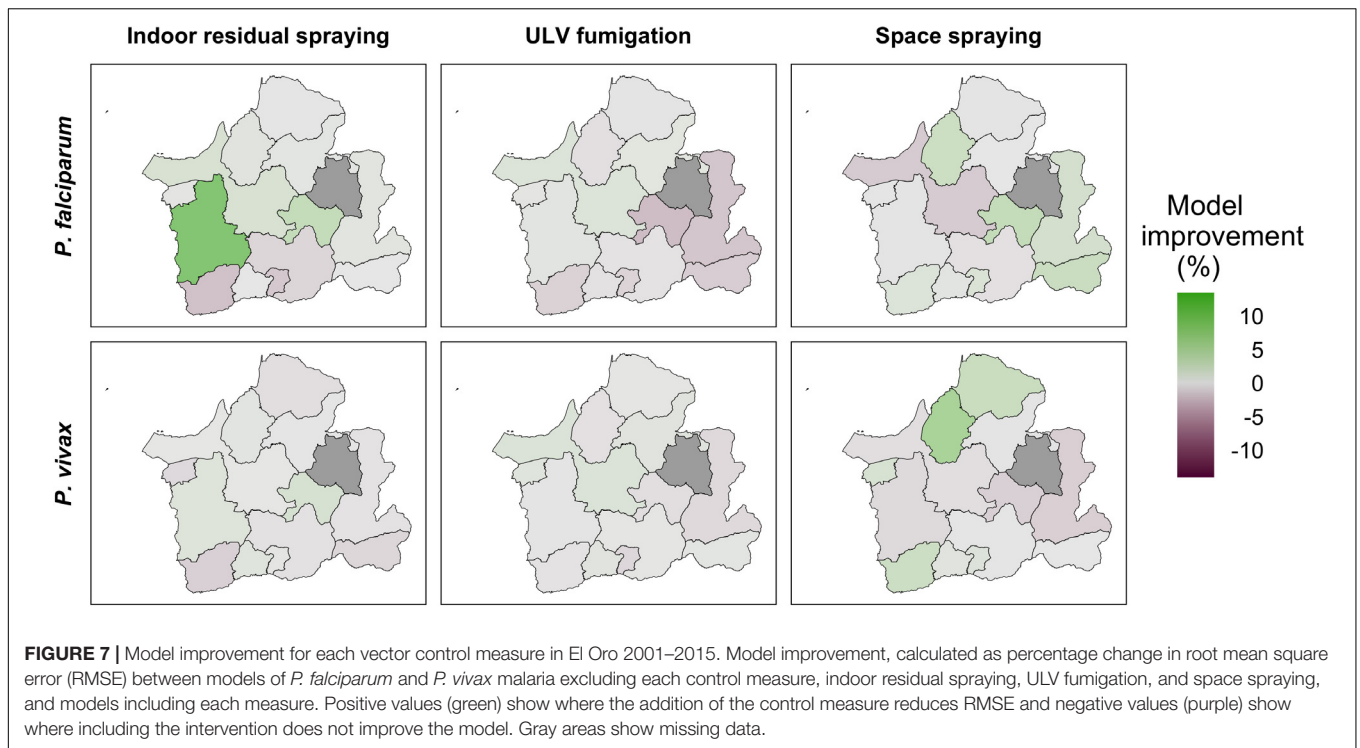 Indoor residual spraying
ULV fumigation
Space spraying
P. falciparum
P. vivax
Model
improvement
(%)
10
5
0
-5
-10
FIGURE 7 | Model improvement for each vector control measure in El Oro 2001–2015. Model improvement, calculated as percentage change in root mean square
error (RMSE) between models of P. falciparum and P. vivax malaria excluding each control measure, indoor residual spraying, ULV fumigation, and space spraying,
and models including each measure. Positive values (green) show where the addition of the control measure reduces RMSE and negative values (purple) show
where including the intervention does not improve the model. Gray areas show missing data.